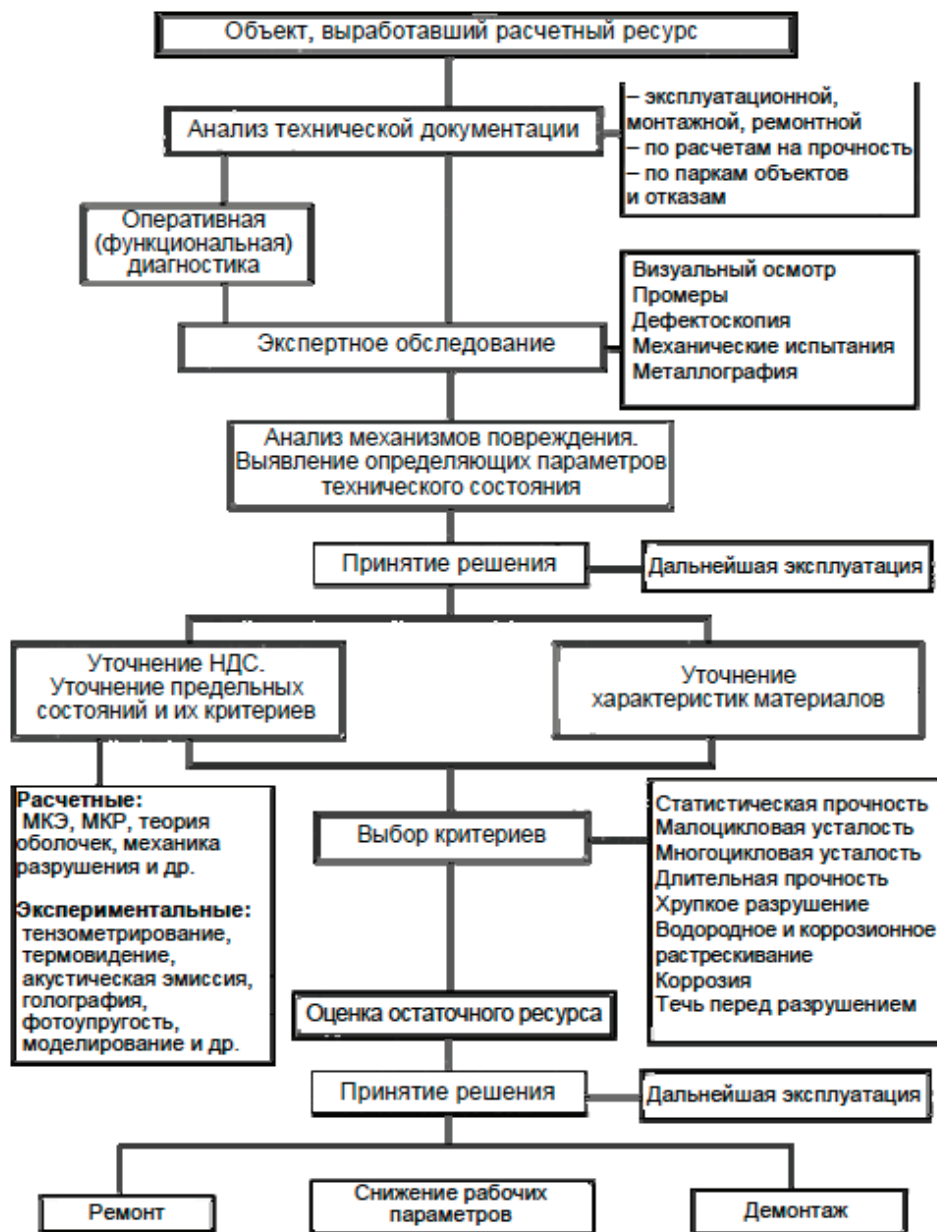 Объект, выработавший расчетный ресурс
Анализ технической документации
– эксплуатационной,
монтажной, ремонтной
– по расчетам на прочность
– по паркам объектов
и отказам
Оперативная
(функциональная)
диагностика
Экспертное обследование
Визуальный осмотр
Промеры
Дефектоскопия
Механические испытания
Металлография
Анализ механизмов повреждения.
Выявление определяющих параметров
технического состояния
Принятие решения
Дальнейшая эксплуатация
Уточнение НДС.
Уточнение предельных
состояний и их критериев
Уточнение
характеристик материалов
Расчетные:
МКЭ, МКР, теория
оболочек, механика
разрушения и др.
Экспериментальные:
тензометрирование,
термовидение,
акустическая эмиссия,
голография,
фотоупругость,
моделирование и др.
Выбор критериев
Статистическая прочность
Малоцикловая усталость
Многоцикловая усталость
Длительная прочность
Хрупкое разрушение
Водородное и коррозионное
растрескивание
Коррозия
Течь перед разрушением
Оценка остаточного ресурса
Принятие решения
Дальнейшая эксплуатация
Ремонт
Снижение рабочих
параметров
Демонтаж